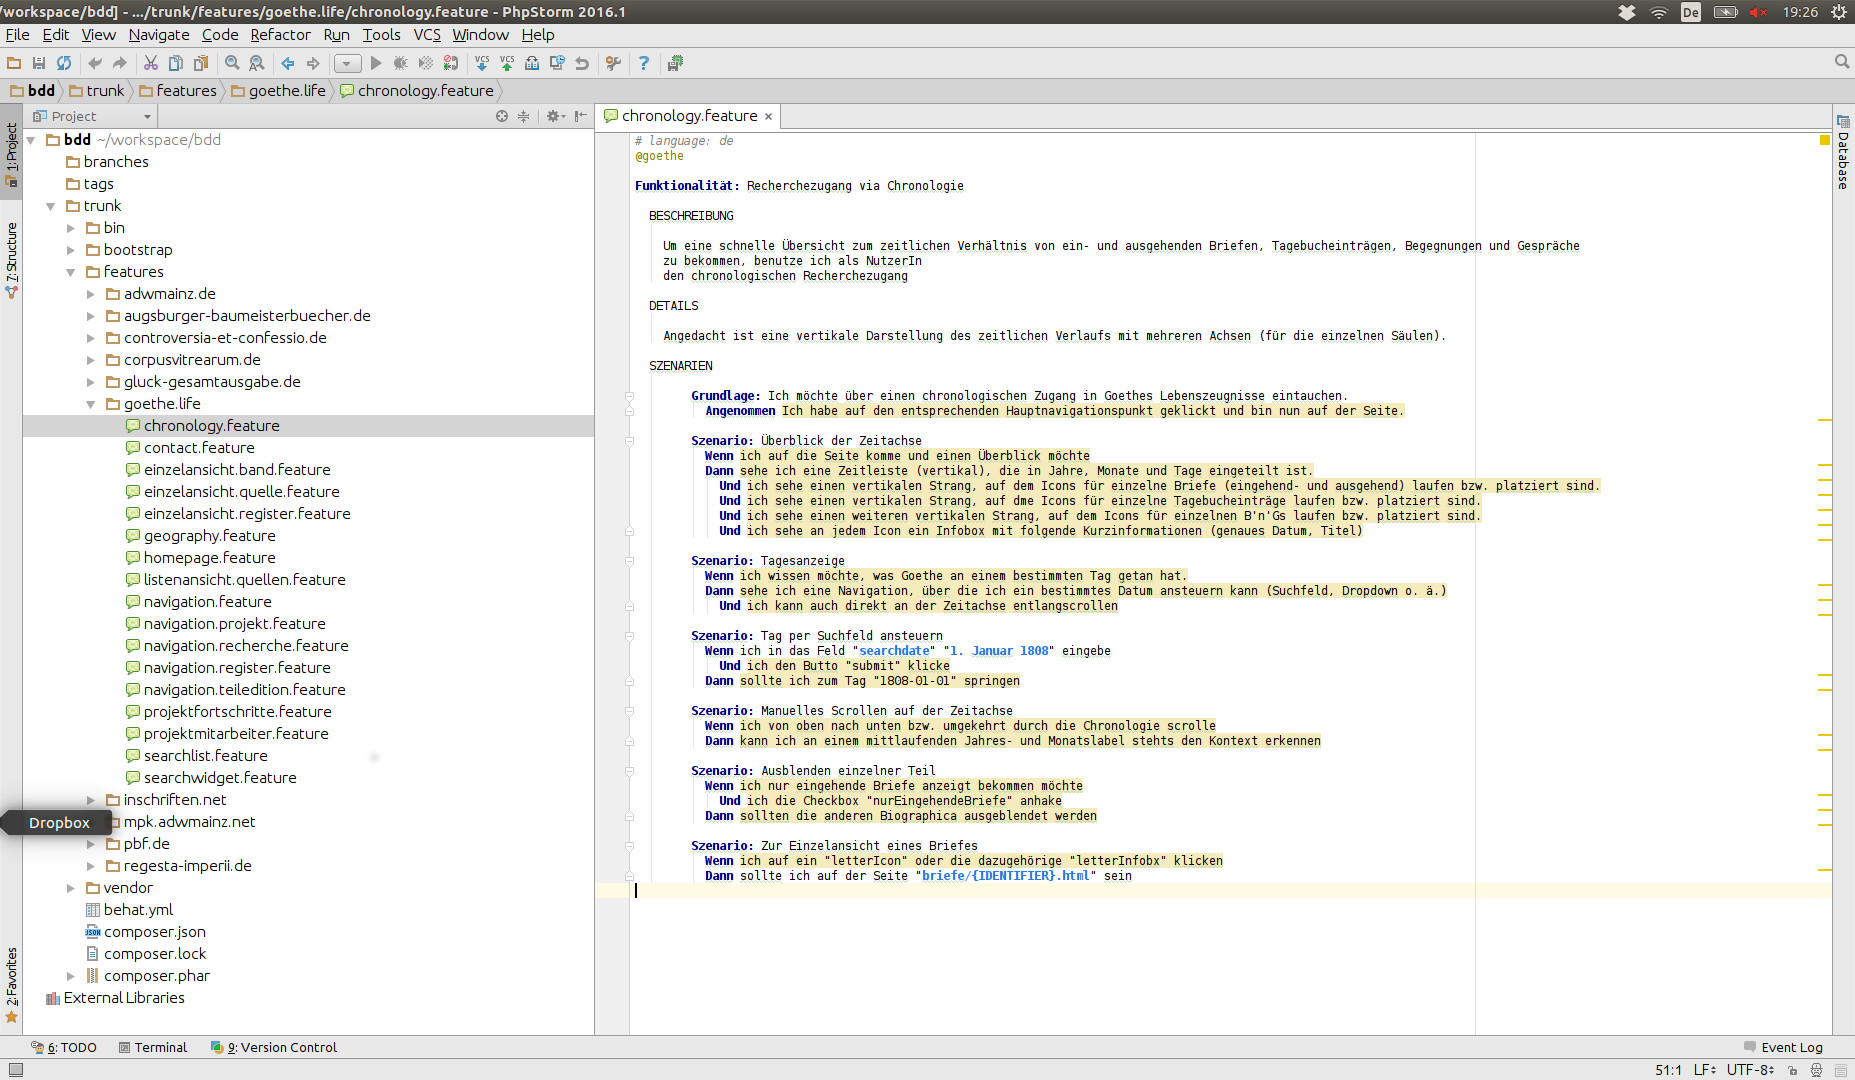 /workspace/bdd] - .../trunk/features/goethe.life/chronology.feature - PhpStorm 2016.1
De
19:26
File Edit View Navigate Code Refactor Run Tools VCS Window Help
VCS VCS
bdd trunk features goethe.life chronology.feature
Project
chronology.feature ×
1: Project
7: Structure
2: Favorites
Database
bdd ~/workspace/bdd
branches
tags
trunk
bin
bootstrap
features
adwmainz.de
augsburger-baumeisterbuecher.de
controversia-et-confessio.de
corpusvitrearum.de
gluck-gesamtausgabe.de
goethe.life
chronology.feature
contact.feature
einzelansicht.band.feature
einzelansicht.quelle.feature
einzelansicht.register.feature
geography.feature
homepage.feature
listenansicht.quellen.feature
navigation.feature
navigation.projekt.feature
navigation.recherche.feature
navigation.register.feature
navigation.teiledition.feature
projektfortschritte.feature
projektmitarbeiter.feature
searchlist.feature
searchwidget.feature
inschriften.net
Dropbox
mpk.adwmainz.net
pbf.de
regesta-imperii.de
vendor
behat.yml
composer.json
composer.lock
composer.phar
External Libraries
# language: de
@goethe
Funktionalität: Recherchezugang via Chronologie
BESCHREIBUNG
Um eine schnelle Übersicht zum zeitlichen Verhältnis von ein- und ausgehenden Briefen, Tagebucheinträgen, Begegnungen und Gespräche
zu bekommen, benutze ich als NutzerIn
den chronologischen Recherchezugang
DETAILS
Angedacht ist eine vertikale Darstellung des zeitlichen Verlaufs mit mehreren Achsen (für die einzelnen Säulen).
SZENARIEN
Grundlage: Ich möchte über einen chronologischen Zugang in Goethes Lebenszeugnisse eintauchen.
Angenommen Ich habe auf den entsprechenden Hauptnavigationspunkt geklickt und bin nun auf der Seite.
Szenario: Überblick der Zeitachse
Wenn ich auf die Seite komme und einen Überblick möchte
Dann sehe ich eine Zeitleiste (vertikal), die in Jahre, Monate und Tage eingeteilt ist.
Und ich sehe einen vertikalen Strang, auf dem Icons für einzelne Briefe (eingehend- und ausgehend) laufen bzw. platziert sind.
Und ich sehe einen vertikalen Strang, auf dme Icons für einzelne Tagebucheinträge laufen bzw. platziert sind.
Und ich sehe einen weiteren vertikalen Strang, auf dem Icons für einzelnen B'n'Gs laufen bzw. platziert sind.
Und ich sehe an jedem Icon ein Infobox mit folgende Kurzinformationen (genaues Datum, Titel)
Szenario: Tagesanzeige
Wenn ich wissen möchte, was Goethe an einem bestimmten Tag getan hat.
Dann sehe ich eine Navigation, über die ich ein bestimmtes Datum ansteuern kann (Suchfeld, Dropdown o. ä.)
Und ich kann auch direkt an der Zeitachse entlangscrollen
Szenario: Tag per Suchfeld ansteuern
Wenn ich in das Feld "searchdate" "1. Januar 1808" eingebe
Und ich den Butto "submit" klicke
Dann sollte ich zum Tag "1808-01-01" springen
Szenario: Manuelles Scrollen auf der Zeitachse
Wenn ich von oben nach unten bzw. umgekehrt durch die Chronologie scrolle
Dann kann ich an einem mittlaufenden Jahres- und Monatslabel stehts den Kontext erkennen
Szenario: Ausblenden einzelner Teil
Wenn ich nur eingehende Briefe anzeigt bekommen möchte
Und ich die Checkbox "nurEingehendeBriefe" anhake
Dann sollten die anderen Biographica ausgeblendet werden
Szenario: Zur Einzelansicht eines Briefes
Wenn ich auf ein "letterIcon" oder die dazugehörige "letterInfobx" klicken
Dann sollte ich auf der Seite "briefe/{IDENTIFIER}.html" sein
6: TODO Terminal 9: Version Control Event Log
51:1 LF UTF-8